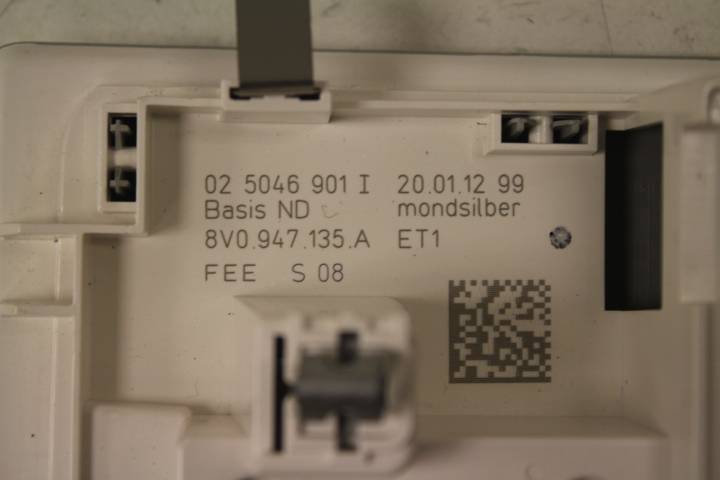 02 5046 901 I 20.01.12 99
Basis ND mondsilber
8V0.947.135.A ET1
FEE S 08